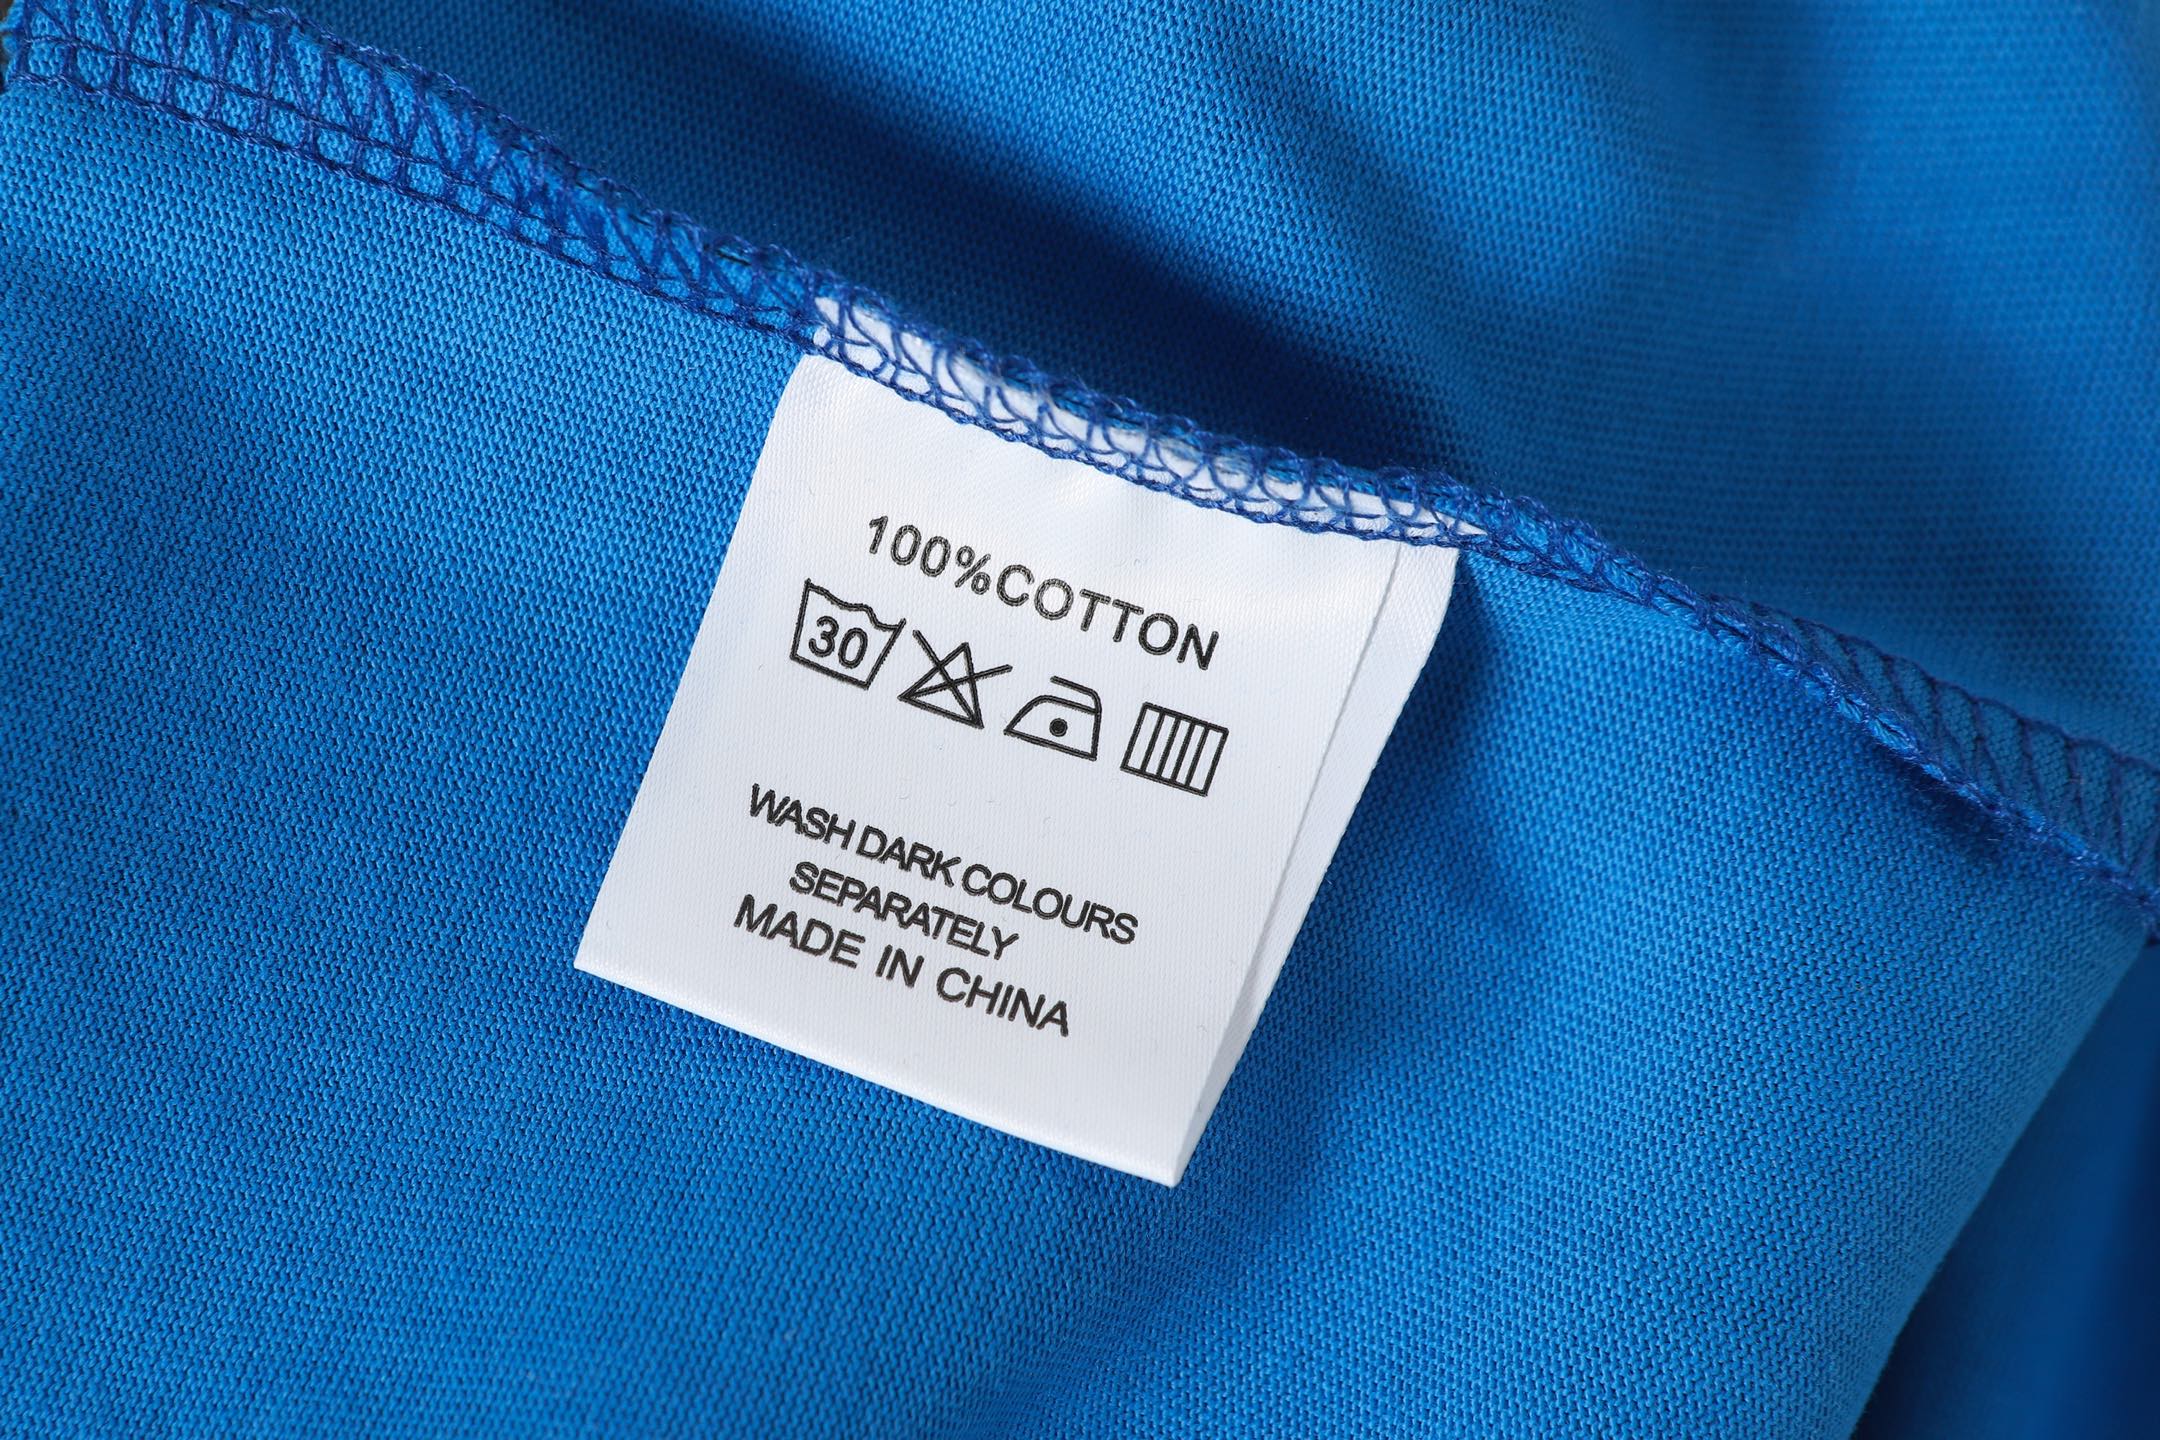 100%COTTON
30
WASH DARK COLOURS
SEPARATELY
MADE IN CHINA